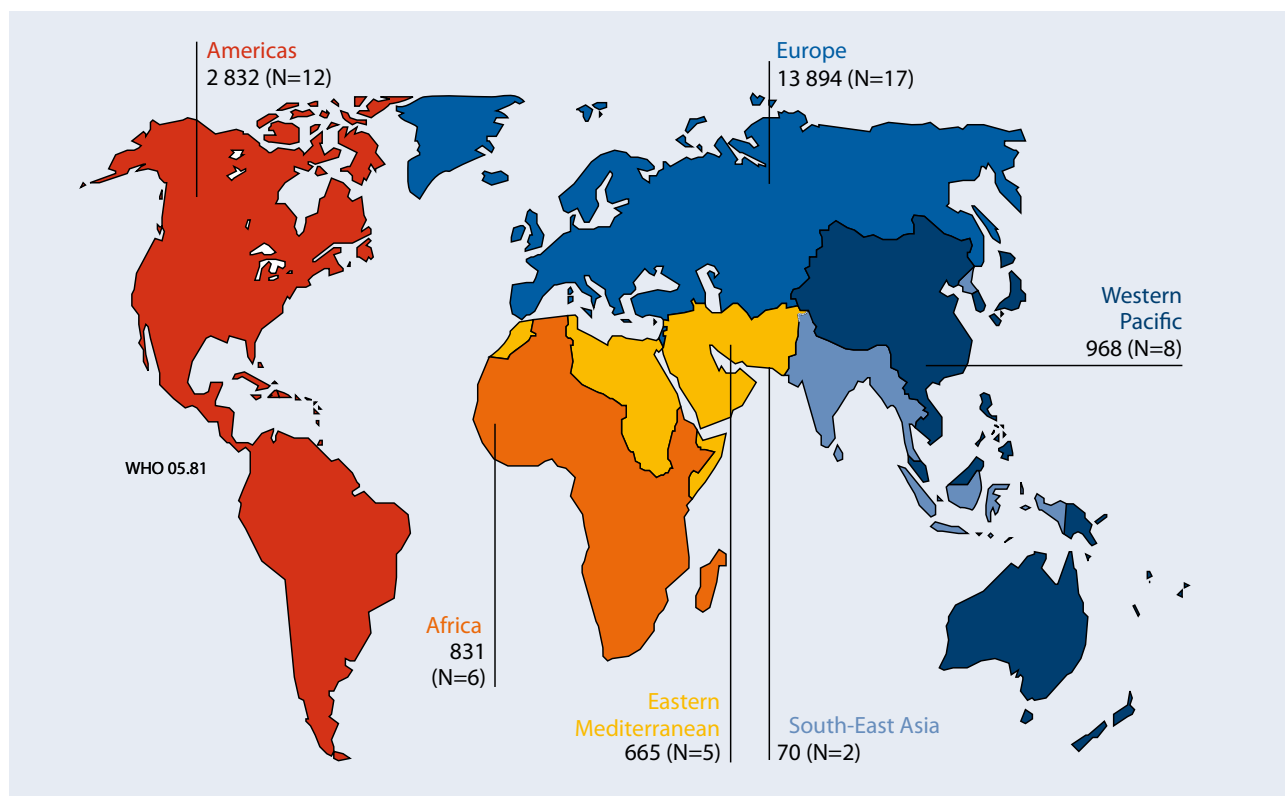 Americas
2 832 (N=12)
Europe
13 894 (N=17)
Western
Pacific
968 (N=8)
WHO 05.81
Africa
831
(N=6)
Eastern
Mediterranean
665 (N=5)
South-East Asia
70 (N=2)